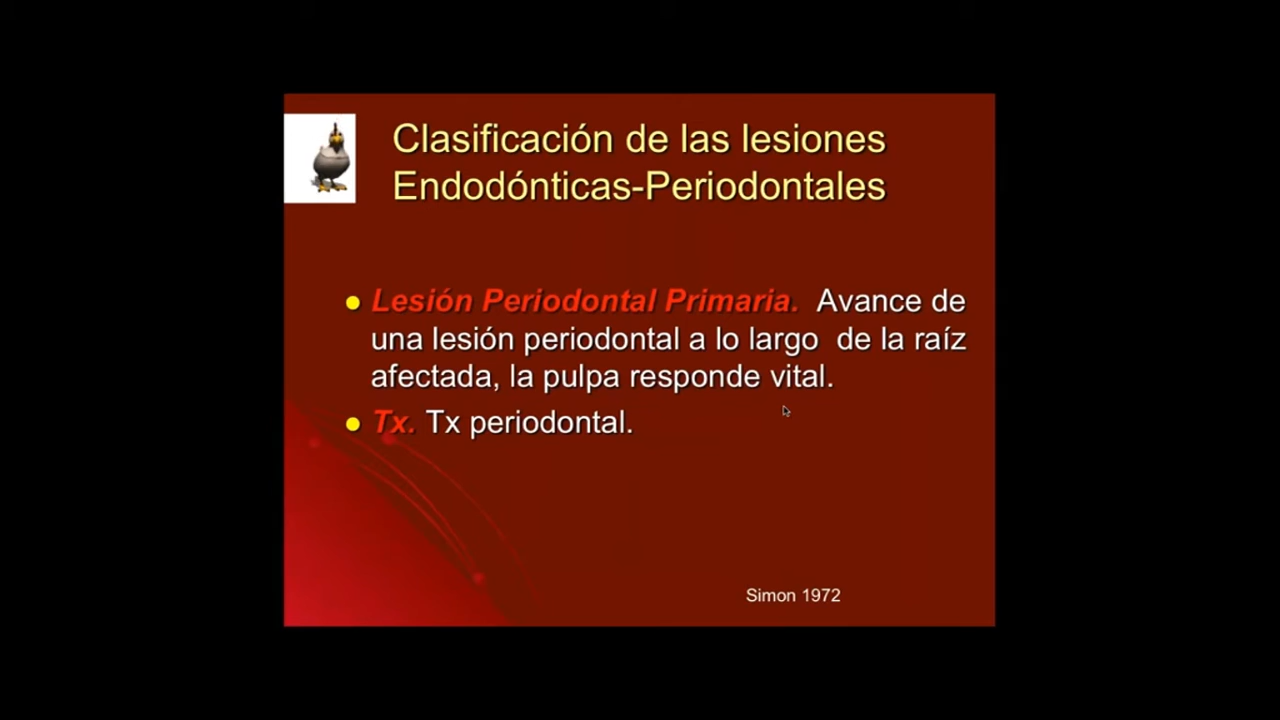 Clasificación de las lesiones
Endodónticas-Periodontales
Lesión Periodontal Primaria. Avance de
una lesión periodontal a lo largo de la raíz
afectada, la pulpa responde vital.
Tx. Tx periodontal.
Simon 1972